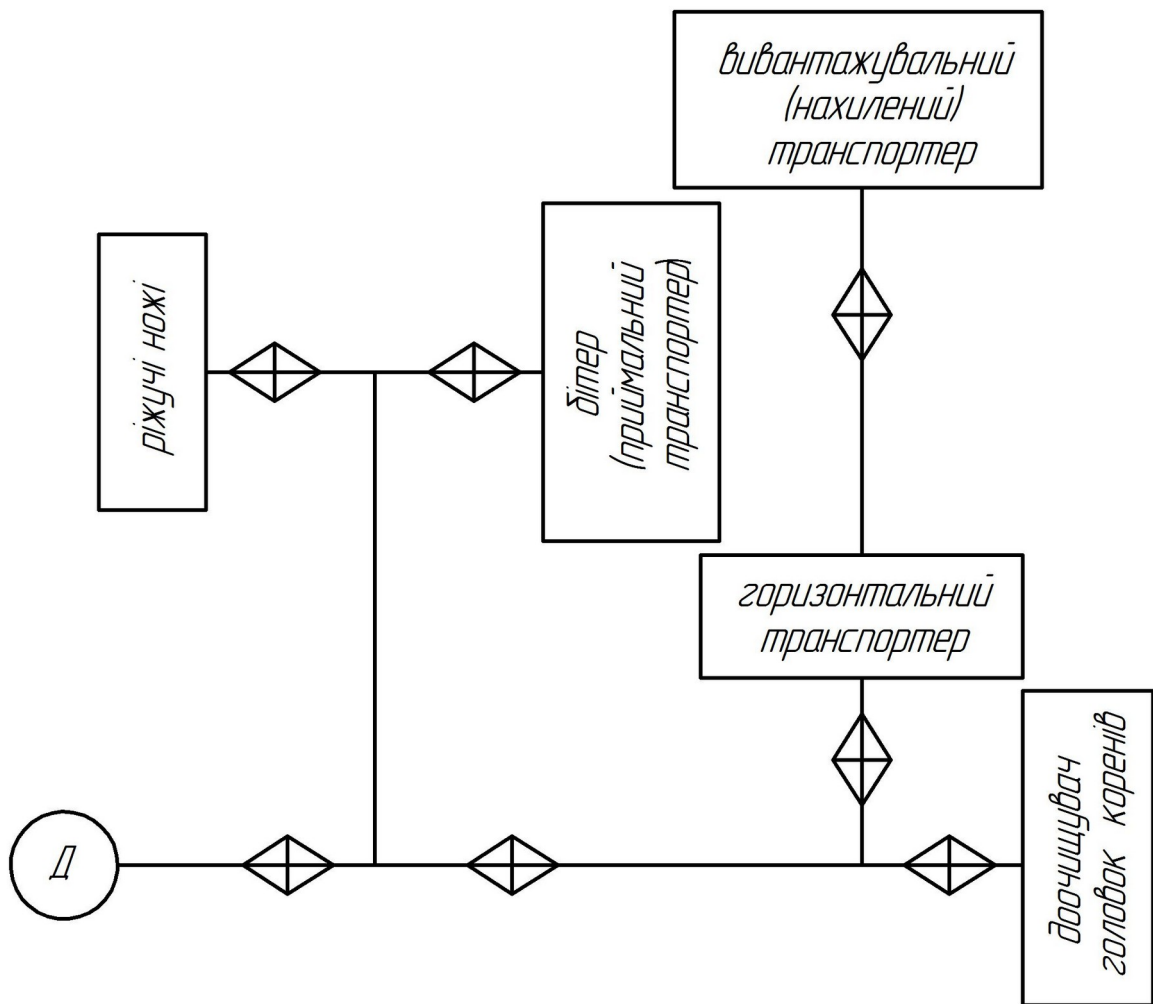 вивантажувальний
(нахилений)
транспортер
ріжучі ножі
бітер
(приймальний
транспортер)
горизонтальний
транспортер
доочищувач
головок коренів
Д